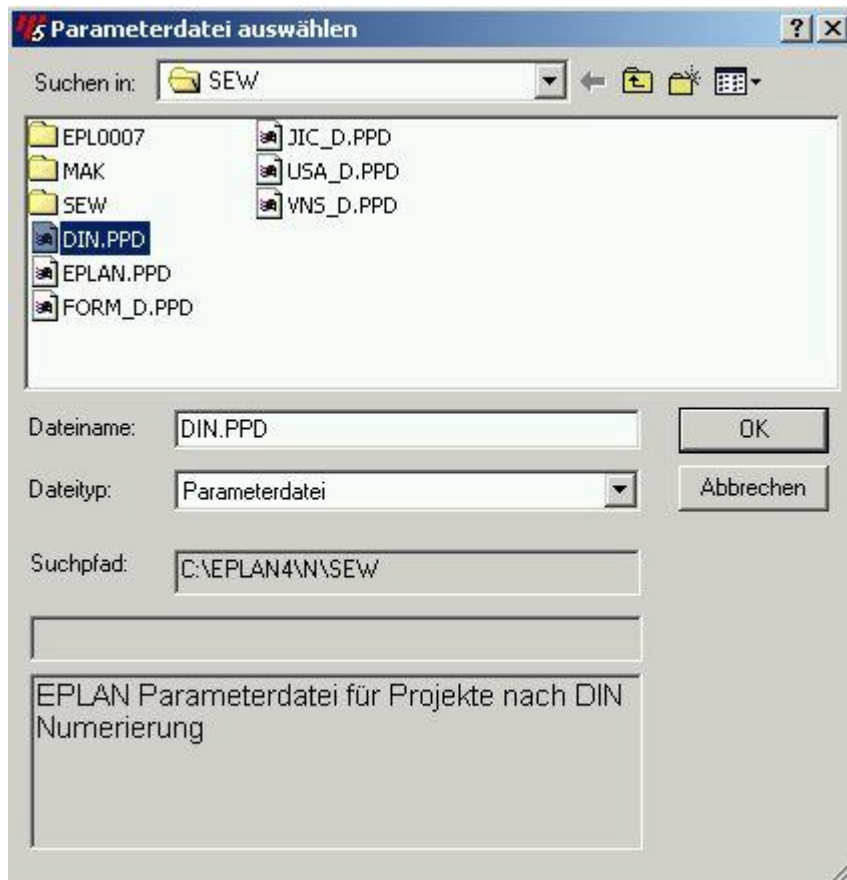 Parameterdatei auswählen
Suchen in: SEW
EPL0007
MAK
SEW
DIN.PPD
EPLAN.PPD
FORM_D.PPD
JIC_D.PPD
USA_D.PPD
VNS_D.PPD
Dateiname: DIN.PPD OK
Dateityp: Parameterdatei Abbrechen
Suchpfad: C:\EPLAN4\N\SEW
EPLAN Parameterdatei für Projekte nach DIN
Numerierung